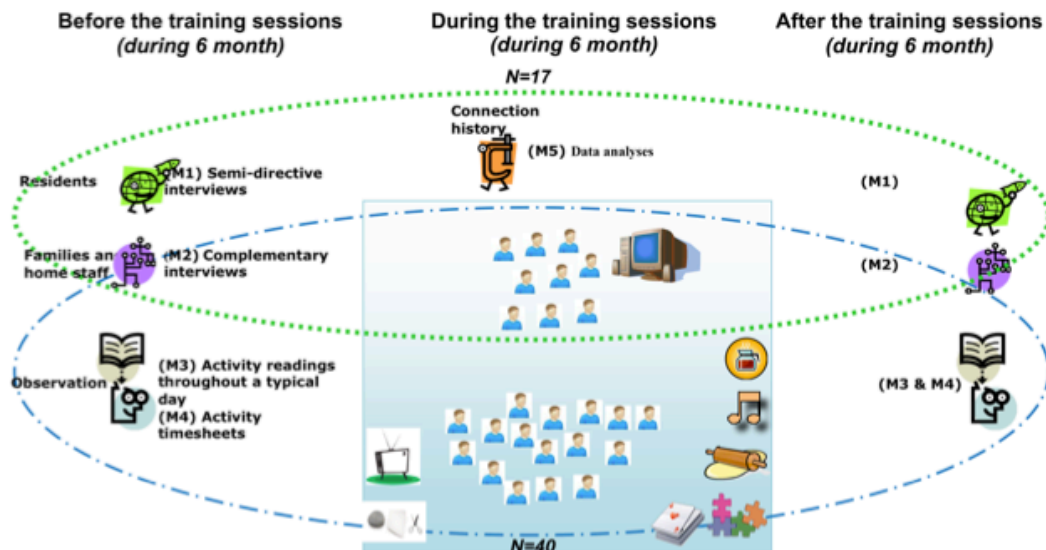 Before the training sessions
(during 6 month)
During the training sessions
(during 6 month)
After the training sessions
(during 6 month)
N=17
Connection
history
(M5) Data analyses
Residents
(M1) Semi-directive
interviews
(M1)
Families an
home staff
(M2) Complementary
interviews
(M2)
Observation
(M3) Activity readings
throughout a typical
day
(M4) Activity
timesheets
(M3 & M4)
N=40